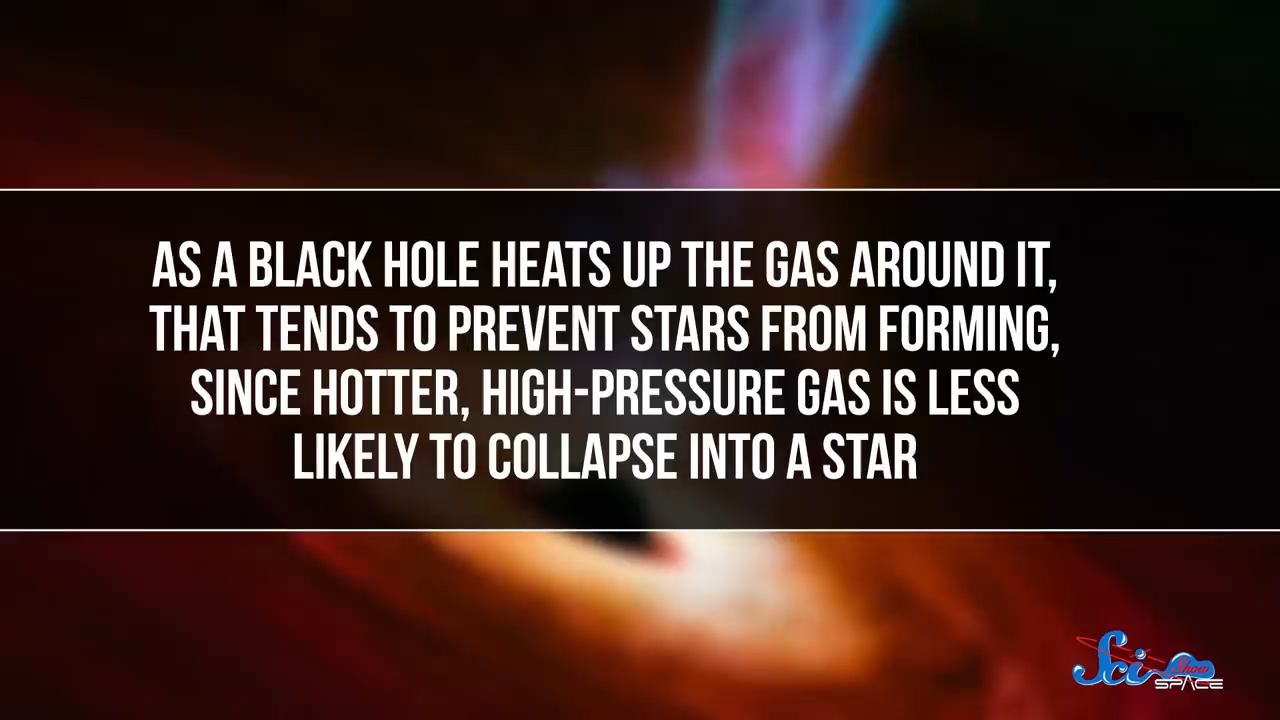 AS A BLACK HOLE HEATS UP THE GAS AROUND IT,
THAT TENDS TO PREVENT STARS FROM FORMING,
SINCE HOTTER, HIGH-PRESSURE GAS IS LESS
LIKELY TO COLLAPSE INTO A STAR
Sci Show
SPACE